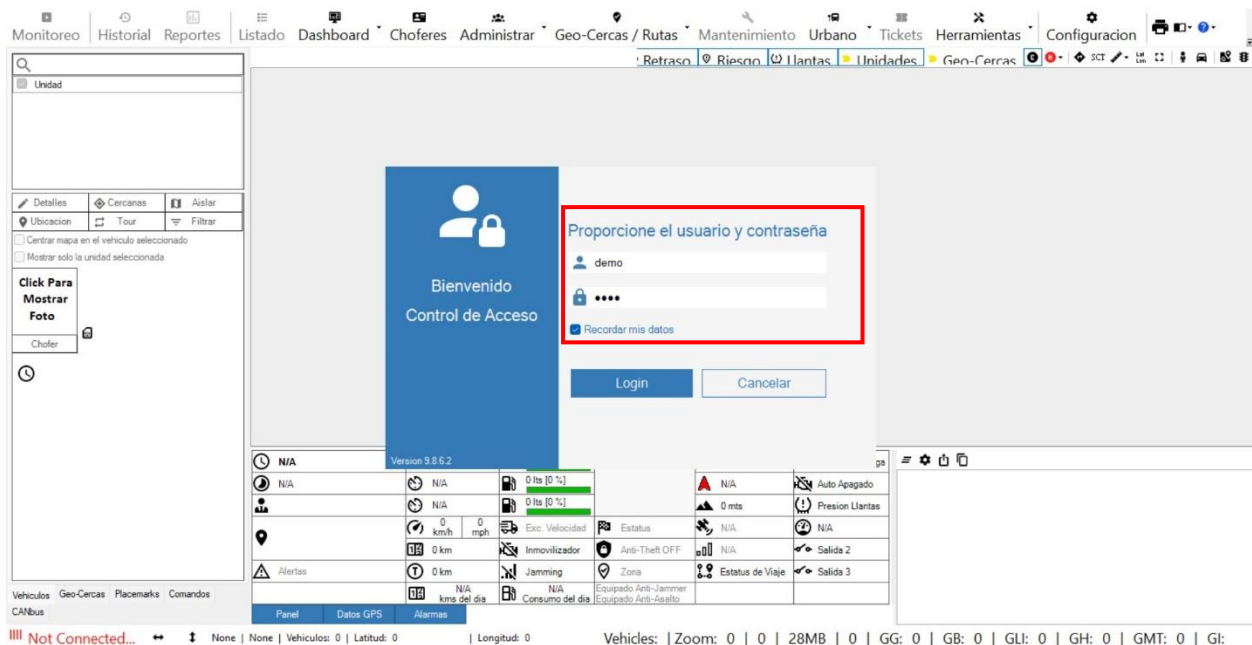 Monitoreo Historial Reportes Listado Dashboard Choferes Administrar Geo-Cercas / Rutas Mantenimiento Urbano Tickets Herramientas Configuracion
Retraso Riesgo Llantas Unidades Geo-Cercas G SCT
Unidad
Detalles Cercanas Aislar
Ubicacion Tour Filtrar
Centrar mapa en el vehiculo seleccionado
Mostrar solo la unidad seleccionada
Click Para
Mostrar
Foto
Chofer
Vehiculos Geo-Cercas Placemarks Comandos
CANbus
Bienvenido
Control de Acceso
Version 9.8.6.2
Proporcione el usuario y contraseña
demo
••••
Recordar mis datos
Login Cancelar
N/A
N/A N/A 0 lts [0 %] N/A Auto Apagado
N/A 0 lts [0 %] 0 mts Presion Llantas
0 km/h 0 mph Exc. Velocidad Estatus N/A N/A
0 km Inmovilizador Anti-Theft OFF N/A Salida 2
Alertas 0 km Jamming Zona Estatus de Viaje Salida 3
N/A kms del dia N/A Consumo del dia Equipado Anti-Jammer
Equipado Anti-Asalto
Panel Datos GPS Alarmas
Not Connected... None | None | Vehiculos: 0 | Latitud: 0 | Longitud: 0 Vehicles: | Zoom: 0 | 0 | 28MB | 0 | GG: 0 | GB: 0 | GLI: 0 | GH: 0 | GMT: 0 | GI: